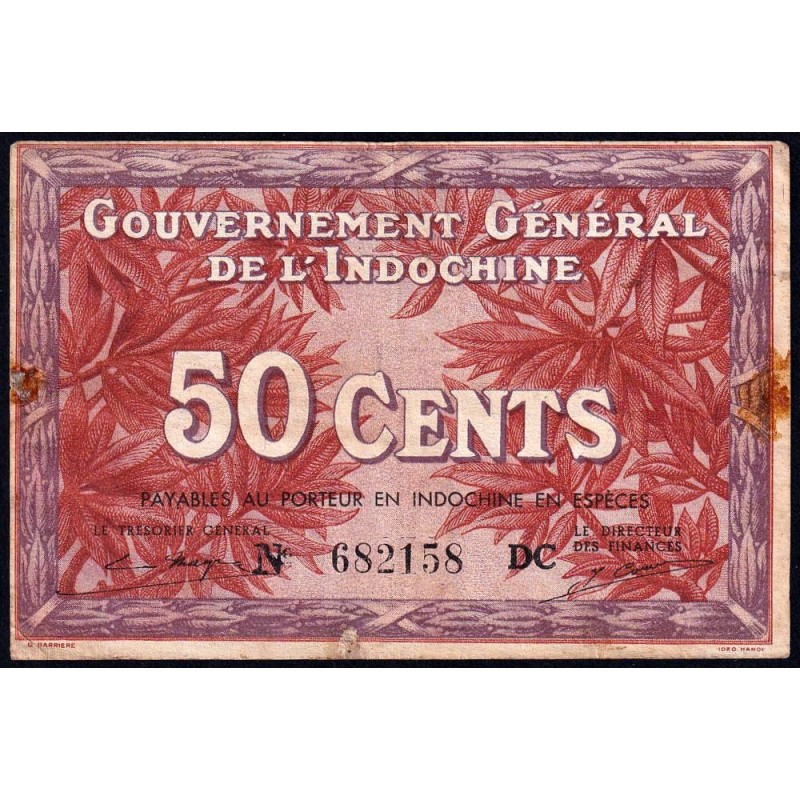 GOUVERNEMENT GÉNÉRAL
DE L'INDOCHINE
50 CENTS
PAYABLES AU PORTEUR EN INDOCHINE EN ESPÈCES
LE TRÉSORIER GÉNÉRAL
LE DIRECTEUR
DES FINANCES
No 682158 DC
G. BARRIERE
IDEO. HANOI